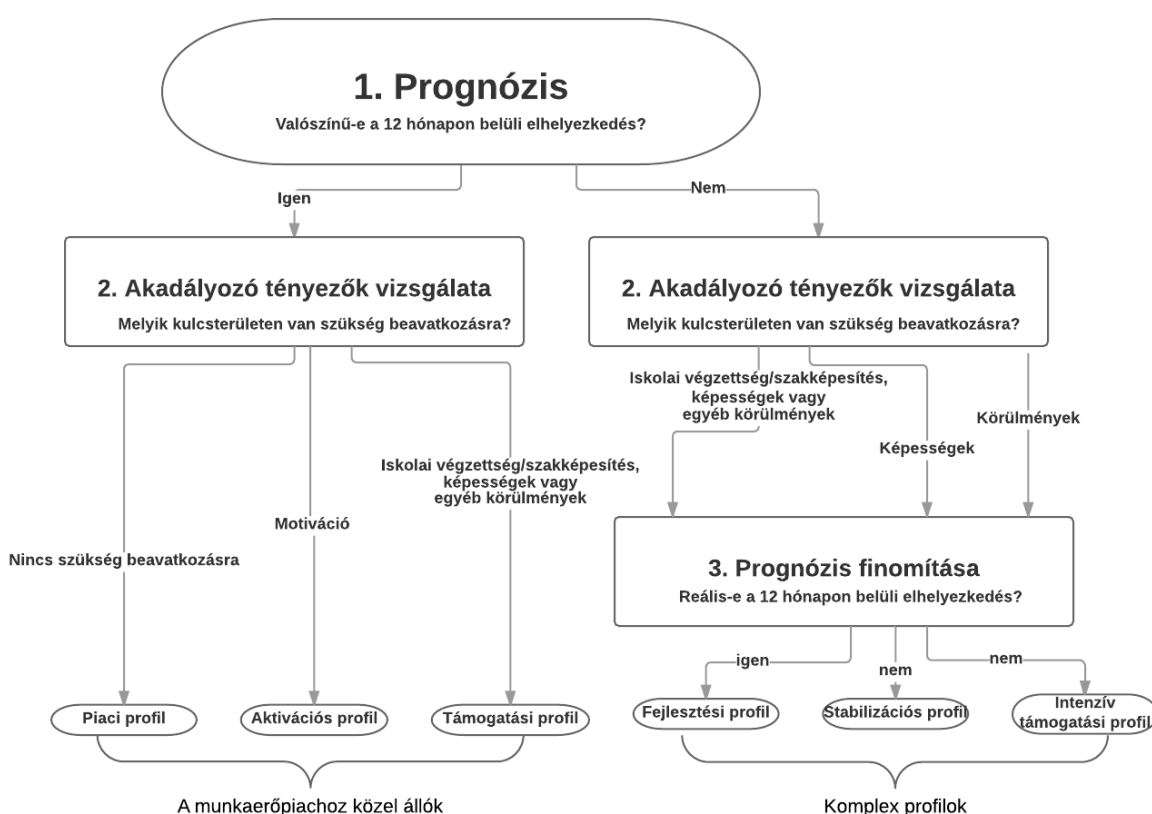 1. Prognózis
Valószínű-e a 12 hónapon belüli elhelyezkedés?
Igen
Nem
2. Akadályozó tényezők vizsgálata
Melyik kulcsterületen van szükség beavatkozásra?
2. Akadályozó tényezők vizsgálata
Melyik kulcsterületen van szükség beavatkozásra?
Nincs szükség beavatkozásra
Motiváció
Iskolai végzettség/szakképesítés,
képességek vagy
egyéb körülmények
Iskolai végzettség/szakképesítés,
képességek vagy
egyéb körülmények
Képességek
Körülmények
3. Prognózis finomítása
Reális-e a 12 hónapon belüli elhelyezkedés?
igen
nem
nem
Piaci profil
Aktivációs profil
Támogatási profil
Fejlesztési profil
Stabilizációs profil
Intenzív
támogatási profil
A munkaerőpiachoz közel állók
Komplex profilok